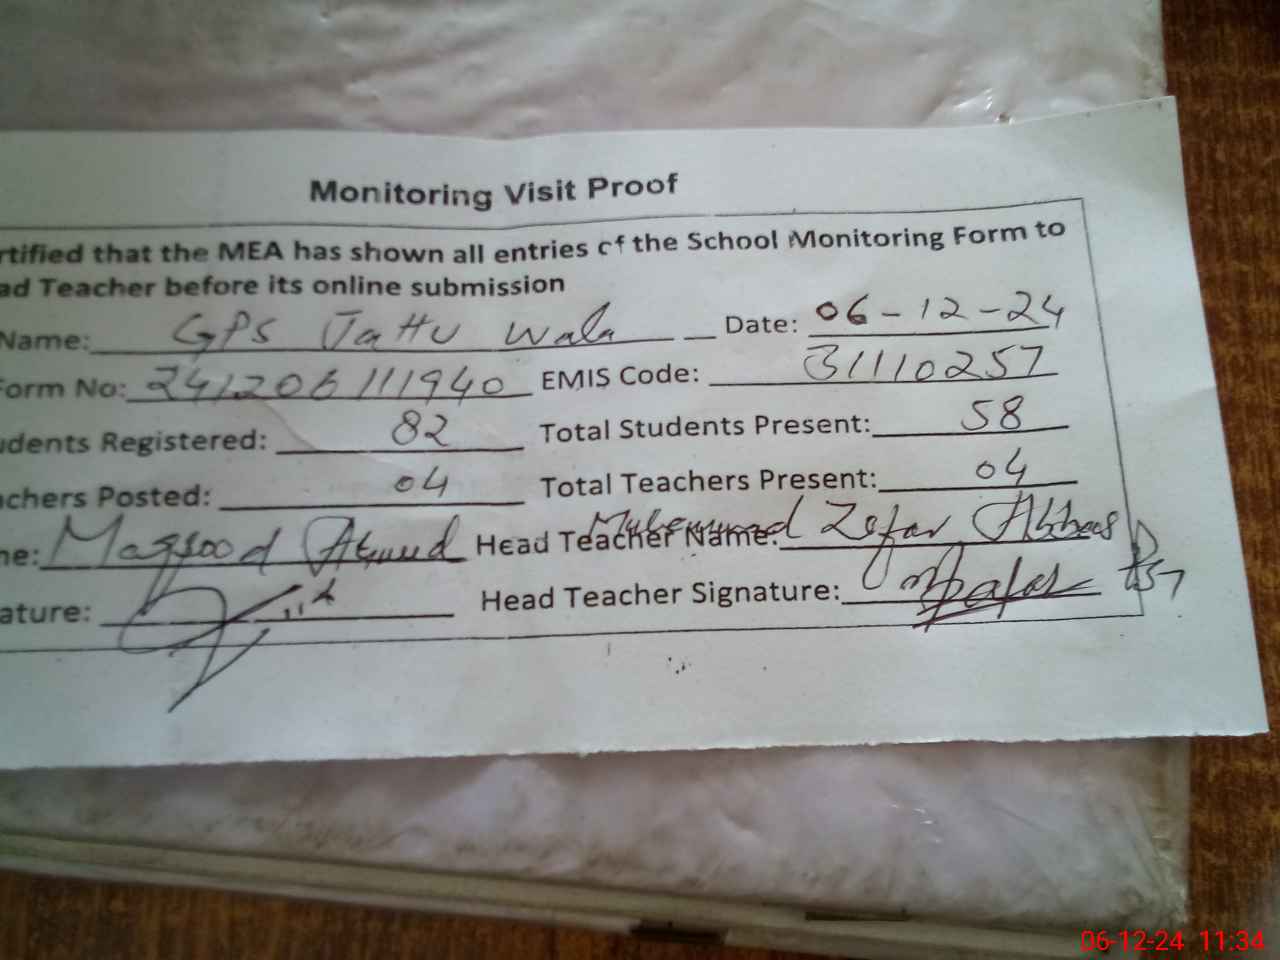 Monitoring Visit Proof
rtified that the MEA has shown all entries of the School Monitoring Form to
ad Teacher before its online submission
Name: GPS Jattu Wala Date: 06-12-24
Form No: 241206111940 EMIS Code: 31110257
udents Registered: 82 Total Students Present: 58
achers Posted: 04 Total Teachers Present: 04
ne: Maqsood Ahmed Head Teacher Name: Muhammad Zafar Abbas
ature: Head Teacher Signature: PST
06-12-24 11:34